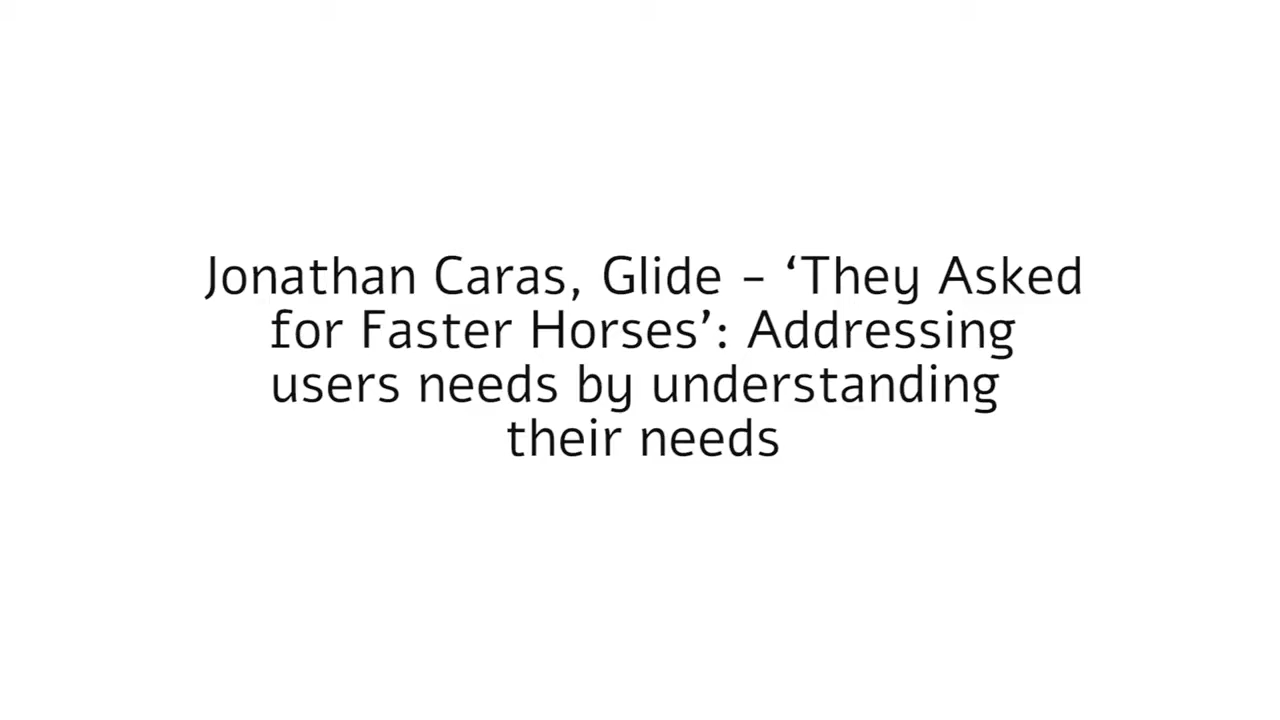 Jonathan Caras, Glide – ‘They Asked
for Faster Horses’: Addressing
users needs by understanding
their needs